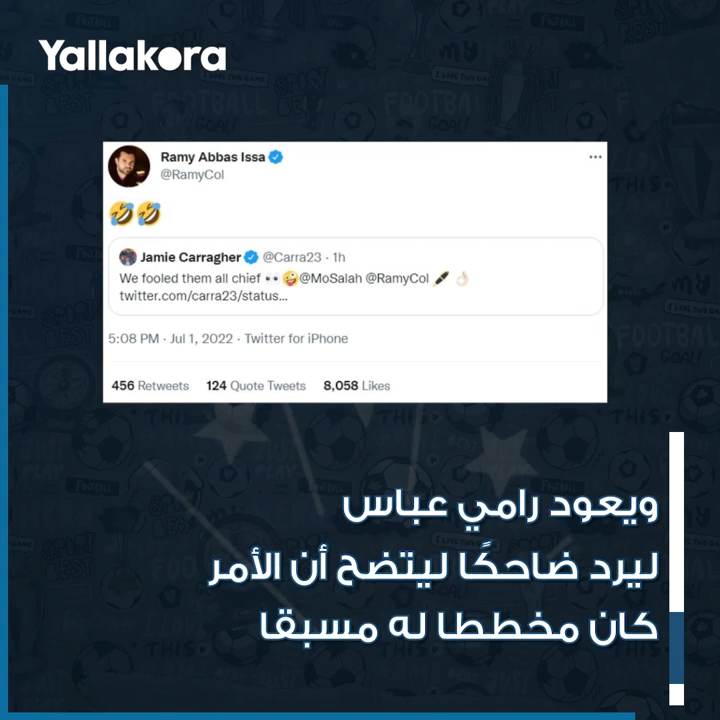 Yallakora
Ramy Abbas Issa
@RamyCol
🤣🤣
Jamie Carragher @Carra23 · 1h
We fooled them all chief 👀🤪@MoSalah @RamyCol 🖋️👌🏻
twitter.com/carra23/status...
5:08 PM · Jul 1, 2022 · Twitter for iPhone
456 Retweets 124 Quote Tweets 8,058 Likes
ويعود رامي عباس
ليرد ضاحكًا ليتضح أن الأمر
كان مخططا له مسبقا